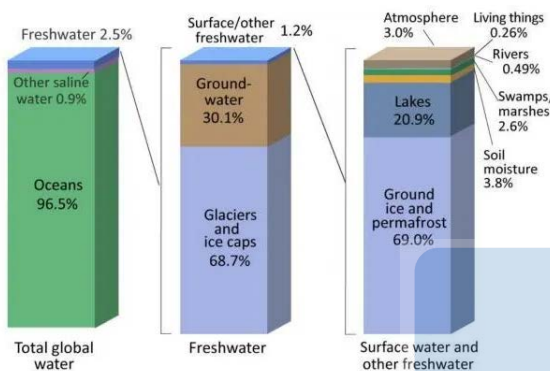 Freshwater 2.5%
Other saline
water 0.9%
Oceans
96.5%
Total global
water
Surface/other
freshwater
1.2%
Ground-
water
30.1%
Glaciers
and
ice caps
68.7%
Freshwater
Atmosphere
3.0%
Living things
0.26%
Rivers
0.49%
Swamps,
marshes
2.6%
Soil
moisture
3.8%
Lakes
20.9%
Ground
ice and
permafrost
69.0%
Surface water and
other freshwater